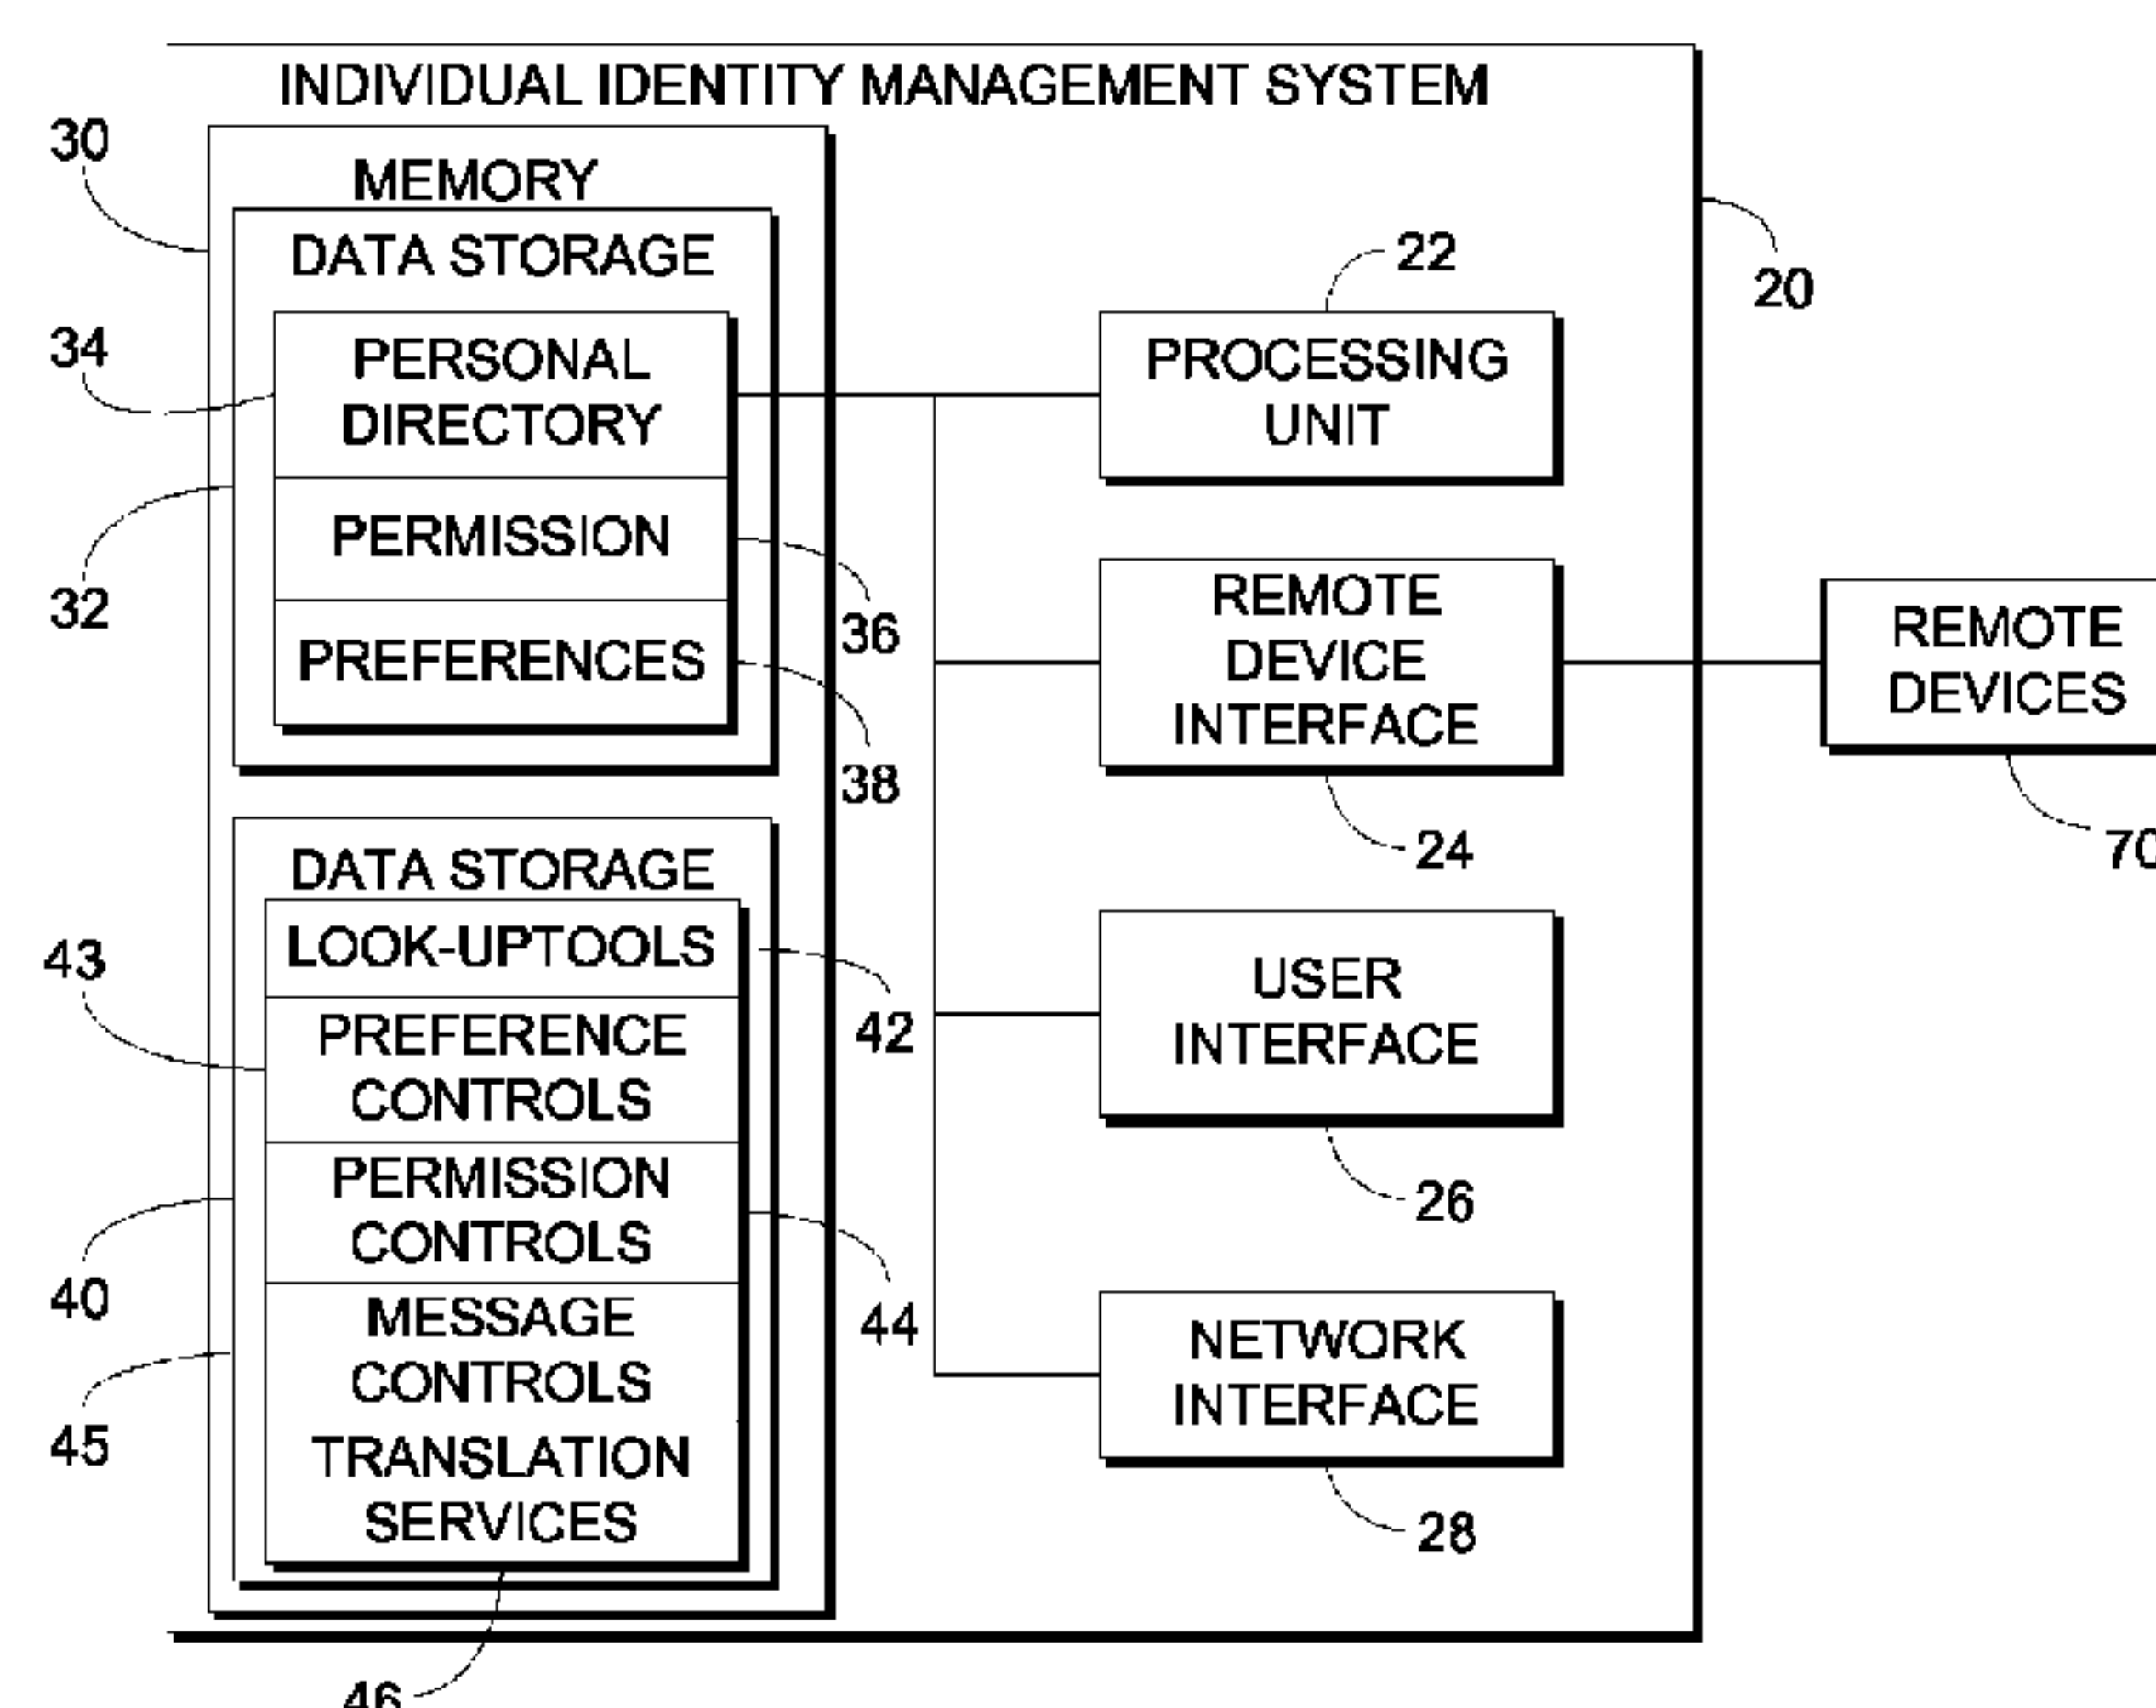 INDIVIDUAL IDENTITY MANAGEMENT SYSTEM
30
MEMORY
DATA STORAGE
34
PERSONAL
DIRECTORY
32
PERMISSION
36
PREFERENCES
38
DATA STORAGE
43
LOOK-UPTOOLS
42
PREFERENCE
CONTROLS
40
PERMISSION
CONTROLS
44
45
MESSAGE
CONTROLS
TRANSLATION
SERVICES
46
22
20
PROCESSING
UNIT
REMOTE
DEVICE
INTERFACE
24
REMOTE
DEVICES
70
USER
INTERFACE
26
NETWORK
INTERFACE
28